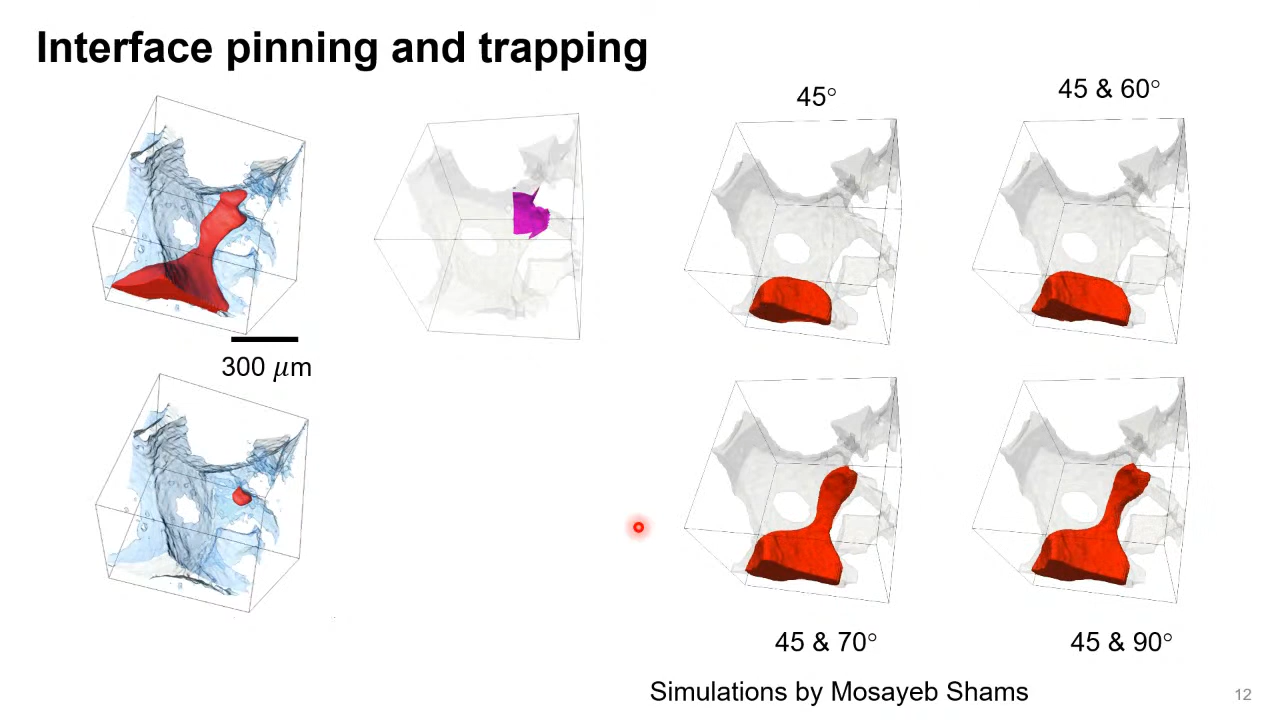 Interface pinning and trapping
45°
45 & 60°
300 μm
45 & 70°
45 & 90°
Simulations by Mosayeb Shams
12